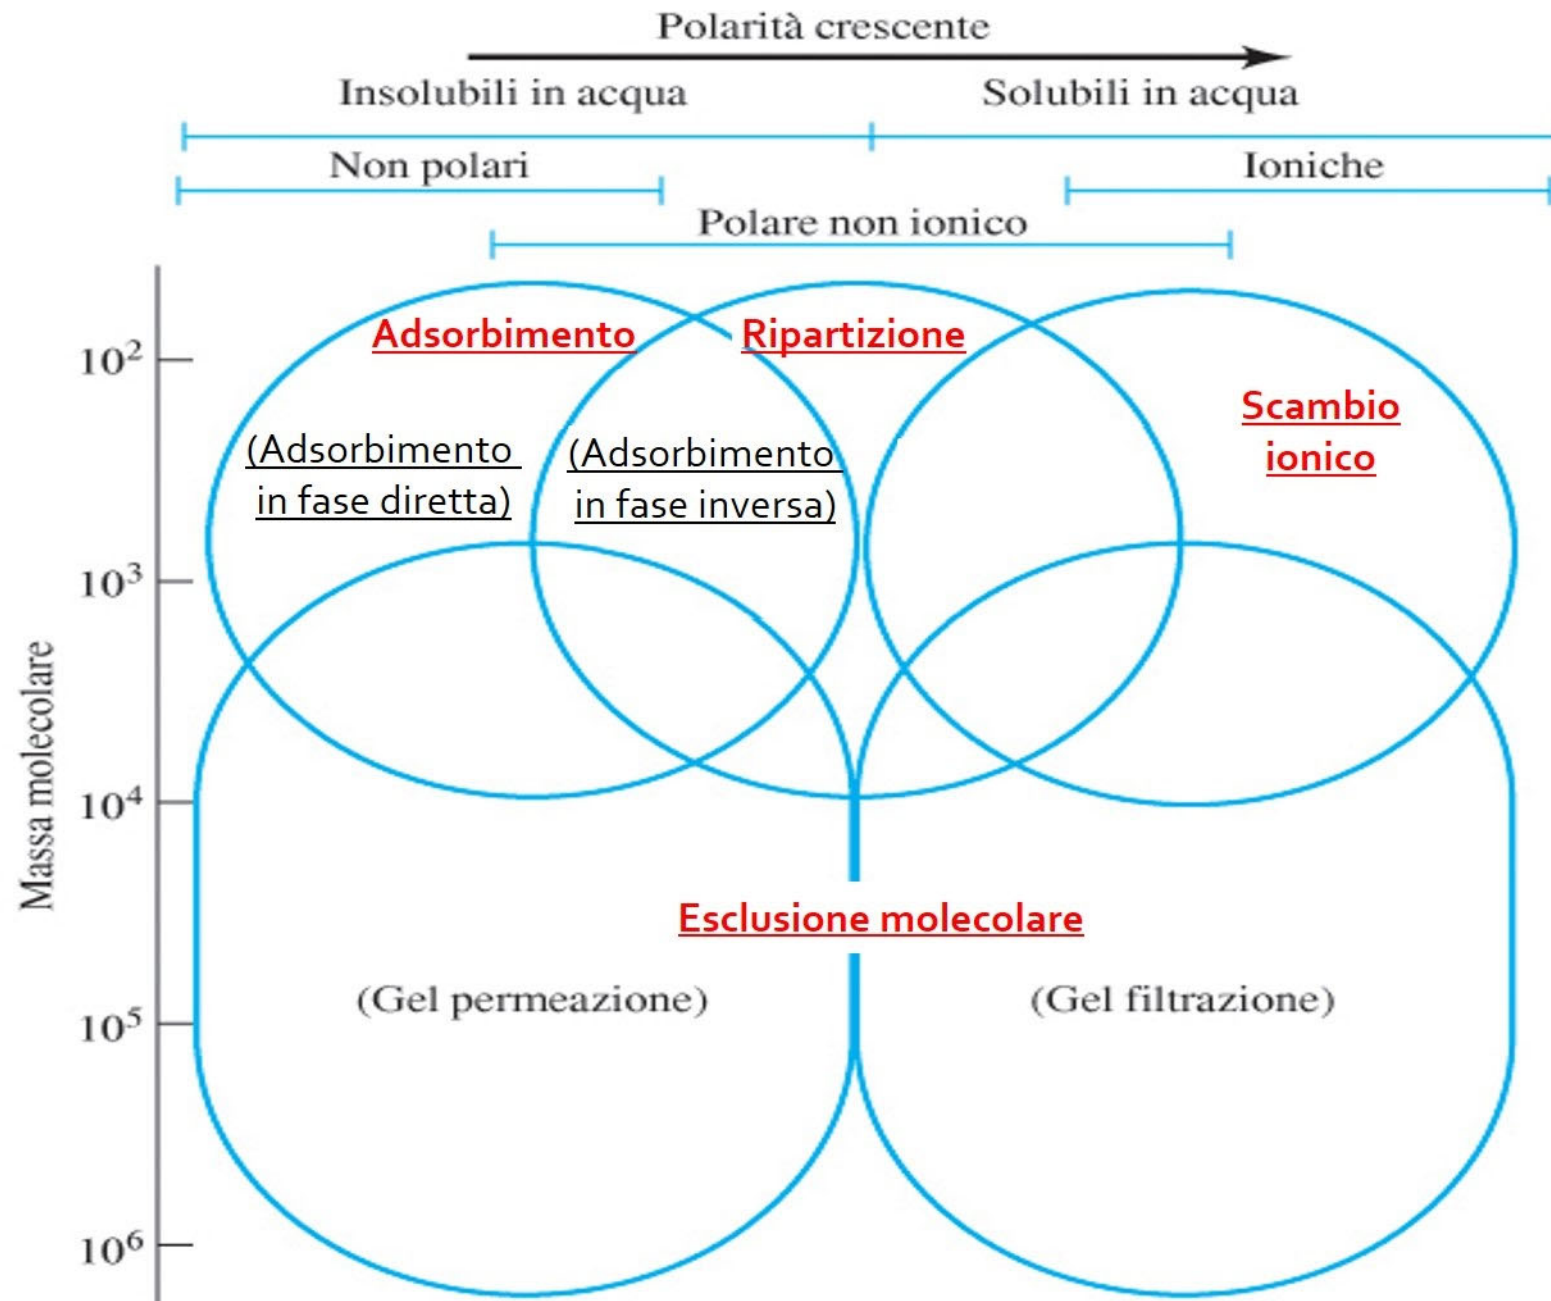 Polarità crescente
Insolubili in acqua
Solubili in acqua
Non polari
Ioniche
Polare non ionico
Adsorbimento
Ripartizione
10²
Scambio
ionico
(Adsorbimento
in fase diretta)
(Adsorbimento
in fase inversa)
10³
Massa molecolare
10⁴
Esclusione molecolare
(Gel permeazione)
(Gel filtrazione)
10⁵
10⁶